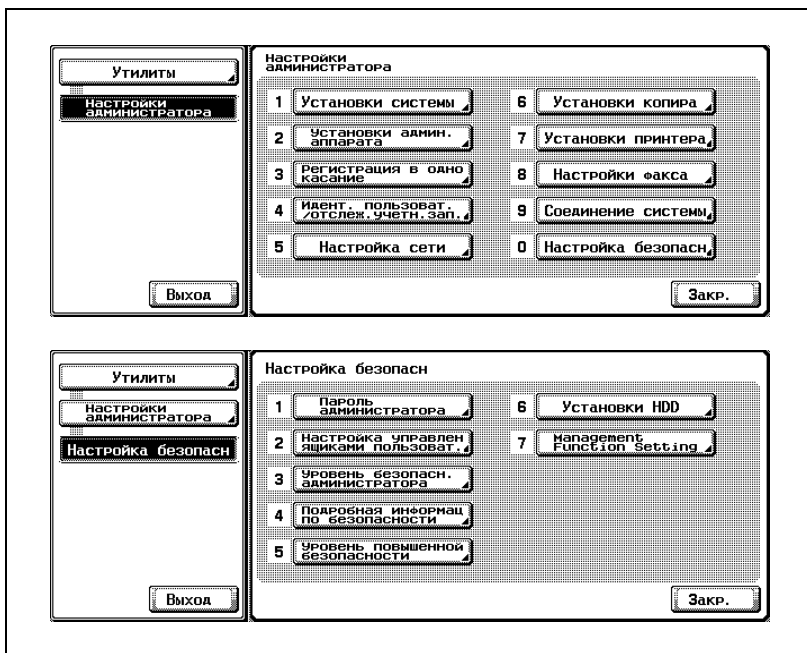 Утилиты
Настройки
администратора
Выход
Настройки
администратора
1 Установки системы
2 Установки админ.
аппарата
3 Регистрация в одно
касание
4 Идент. пользоват.
/отслеж.учетн.зап.
5 Настройка сети
6 Установки копира
7 Установки принтера
8 Настройки факса
9 Соединение системы
0 Настройка безопасн
Закр.
Утилиты
Настройки
администратора
Настройка безопасн
Выход
Настройка безопасн
1 Пароль
администратора
2 Настройка управлен
ящиками пользоват.
3 Уровень безопасн.
администратора
4 Подробная информац
по безопасности
5 Уровень повышенной
безопасности
6 Установки HDD
7 Management
Function Setting
Закр.